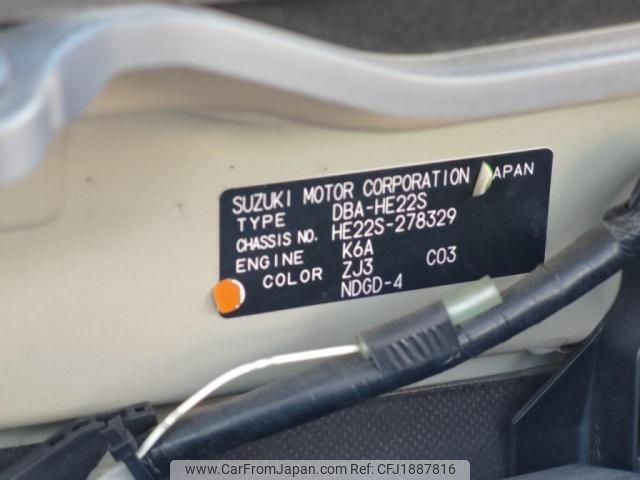 SUZUKI MOTOR CORPORATION JAPAN
TYPE DBA-HE22S
CHASSIS NO. HE22S-278329
ENGINE K6A
COLOR ZJ3 C03
NDGD-4
www.CarFromJapan.com ID:CFJ1887816